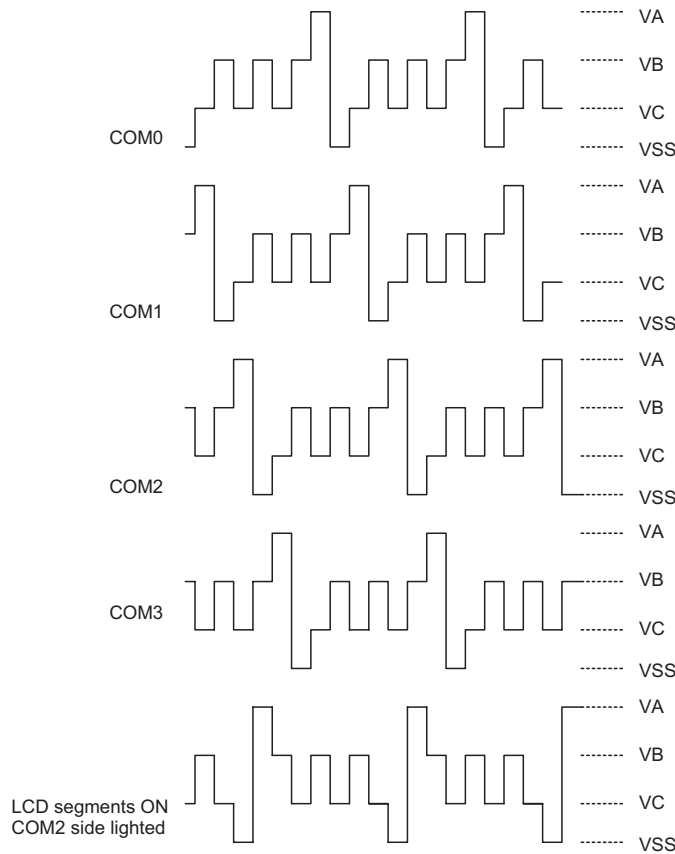 VA
VB
VC
COM0
VSS
VA
VB
VC
COM1
VSS
VA
VB
VC
COM2
VSS
VA
VB
COM3
VC
VSS
VA
VB
VC
LCD segments ON
COM2 side lighted
VSS